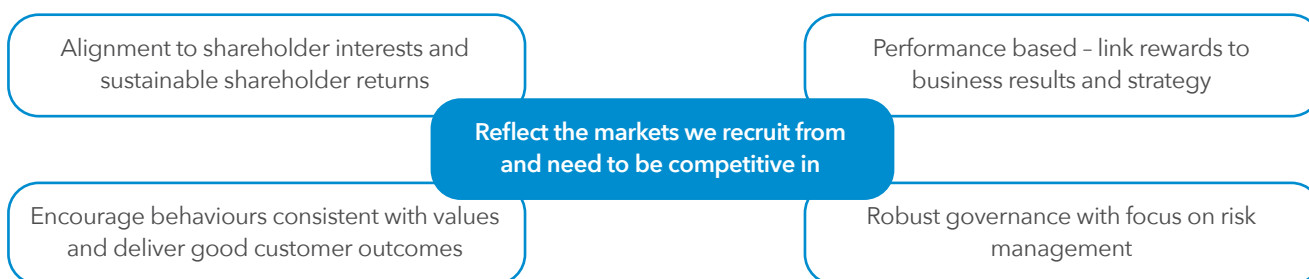 Alignment to shareholder interests and
sustainable shareholder returns
Performance based – link rewards to
business results and strategy
Reflect the markets we recruit from
and need to be competitive in
Encourage behaviours consistent with values
and deliver good customer outcomes
Robust governance with focus on risk
management